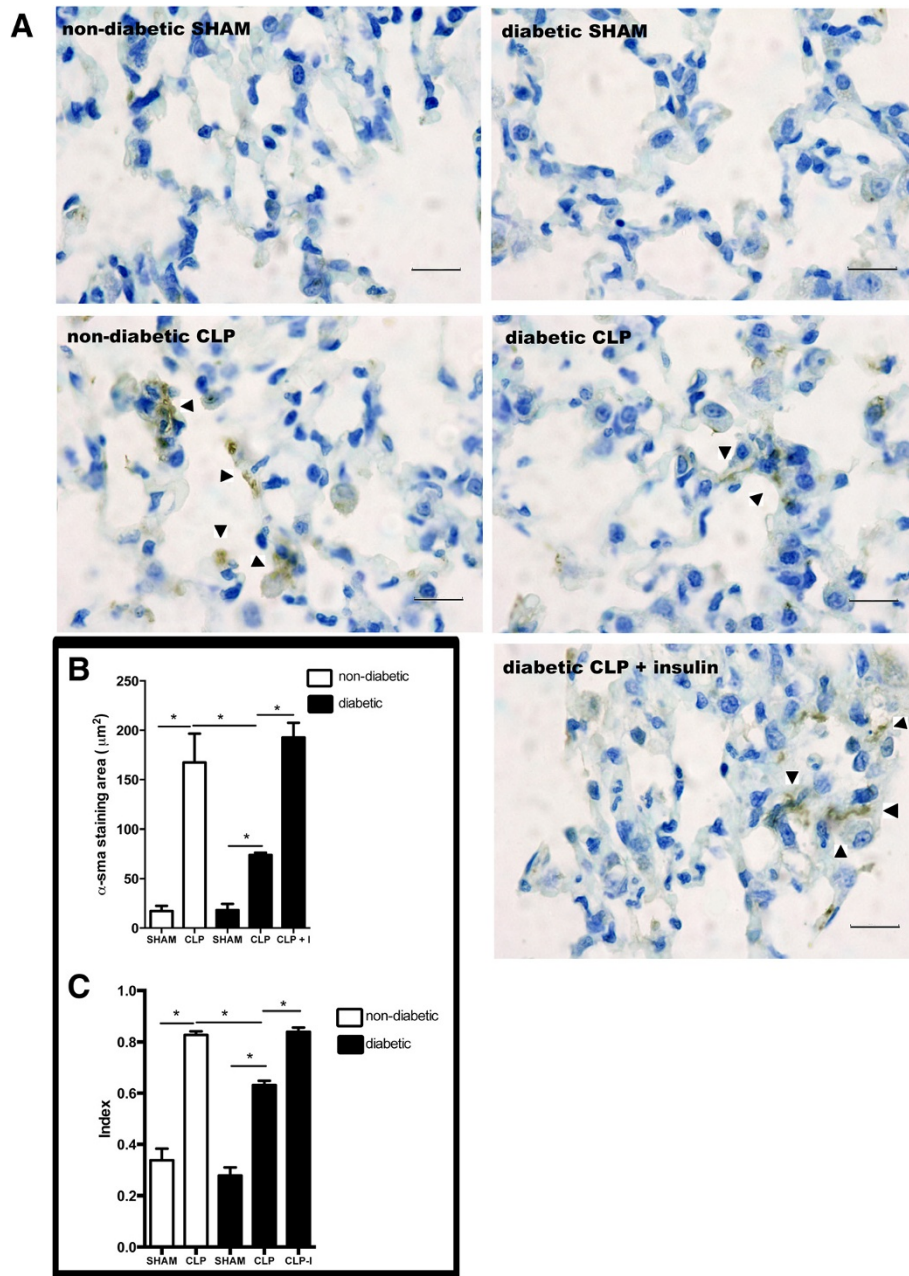 A
non-diabetic SHAM
diabetic SHAM
non-diabetic CLP
diabetic CLP
diabetic CLP + insulin
B
non-diabetic
diabetic
α-sma staining area ( μm²)
250
200
150
100
50
0
* * * *
SHAM CLP SHAM CLP CLP + I
C
non-diabetic
diabetic
Index
1.0
0.8
0.6
0.4
0.2
0.0
* * * *
SHAM CLP SHAM CLP CLP-I